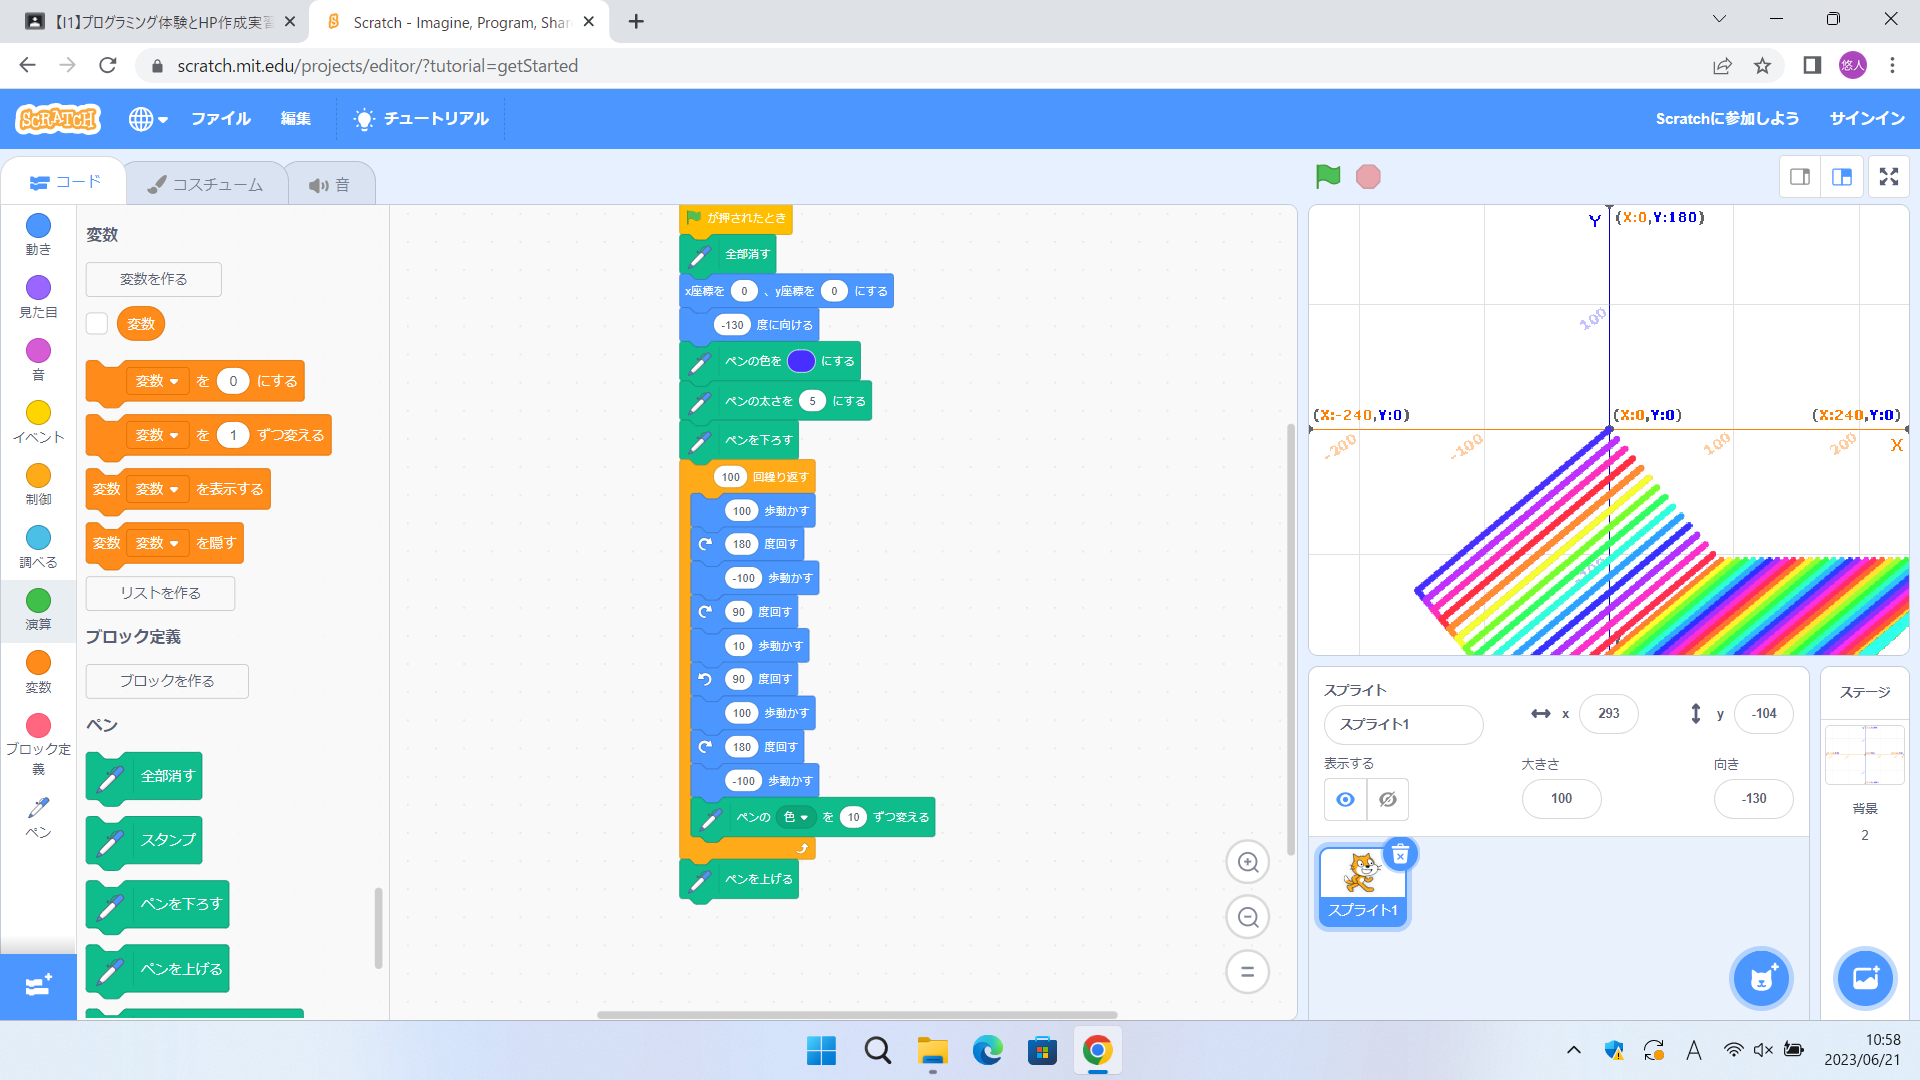 【I1】プログラミング体験とHP作成実習
Scratch - Imagine, Program, Shar
scratch.mit.edu/projects/editor/?tutorial=getStarted
悠人
SCRATCH
ファイル
編集
チュートリアル
Scratchに参加しよう
サインイン
コード
コスチューム
音
動き
見た目
音
イベント
制御
調べる
演算
変数
ブロック定義
ペン
変数
変数を作る
変数
変数 を 0 にする
変数 を 1 ずつ変える
変数 変数 を表示する
変数 変数 を隠す
リストを作る
ブロック定義
ブロックを作る
ペン
全部消す
スタンプ
ペンを下ろす
ペンを上げる
が押されたとき
全部消す
x座標を 0 、y座標を 0 にする
-130 度に向ける
ペンの色を にする
ペンの太さを 5 にする
ペンを下ろす
100 回繰り返す
100 歩動かす
180 度回す
-100 歩動かす
90 度回す
10 歩動かす
90 度回す
100 歩動かす
180 度回す
-100 歩動かす
ペンの 色 を 10 ずつ変える
ペンを上げる
Y (X:0,Y:180)
100
(X:-240,Y:0)
(X:0,Y:0)
(X:240,Y:0)
-200
-100
100
200
X
スプライト
スプライト1
x 293
y -104
表示する
大きさ
100
向き
-130
スプライト1
ステージ
背景
2
A
10:58
2023/06/21